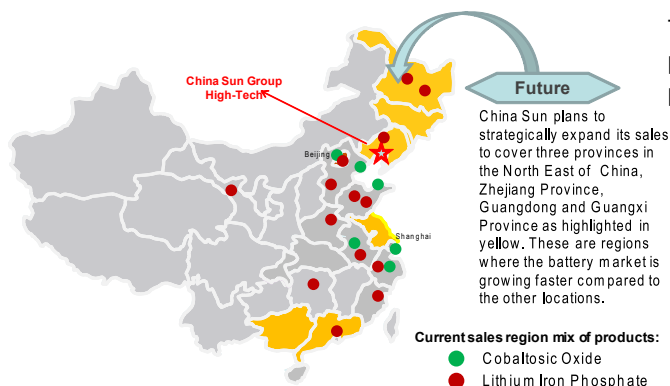 China Sun Group
High-Tech
Future
China Sun plans to
strategically expand its sales
to cover three provinces in
the North East of China,
Zhejiang Province,
Guangdong and Guangxi
Province as highlighted in
yellow. These are regions
where the battery market is
growing faster compared to
the other locations.
Beijing
Shanghai
Current sales region mix of products:
Cobaltosic Oxide
Lithium Iron Phosphate